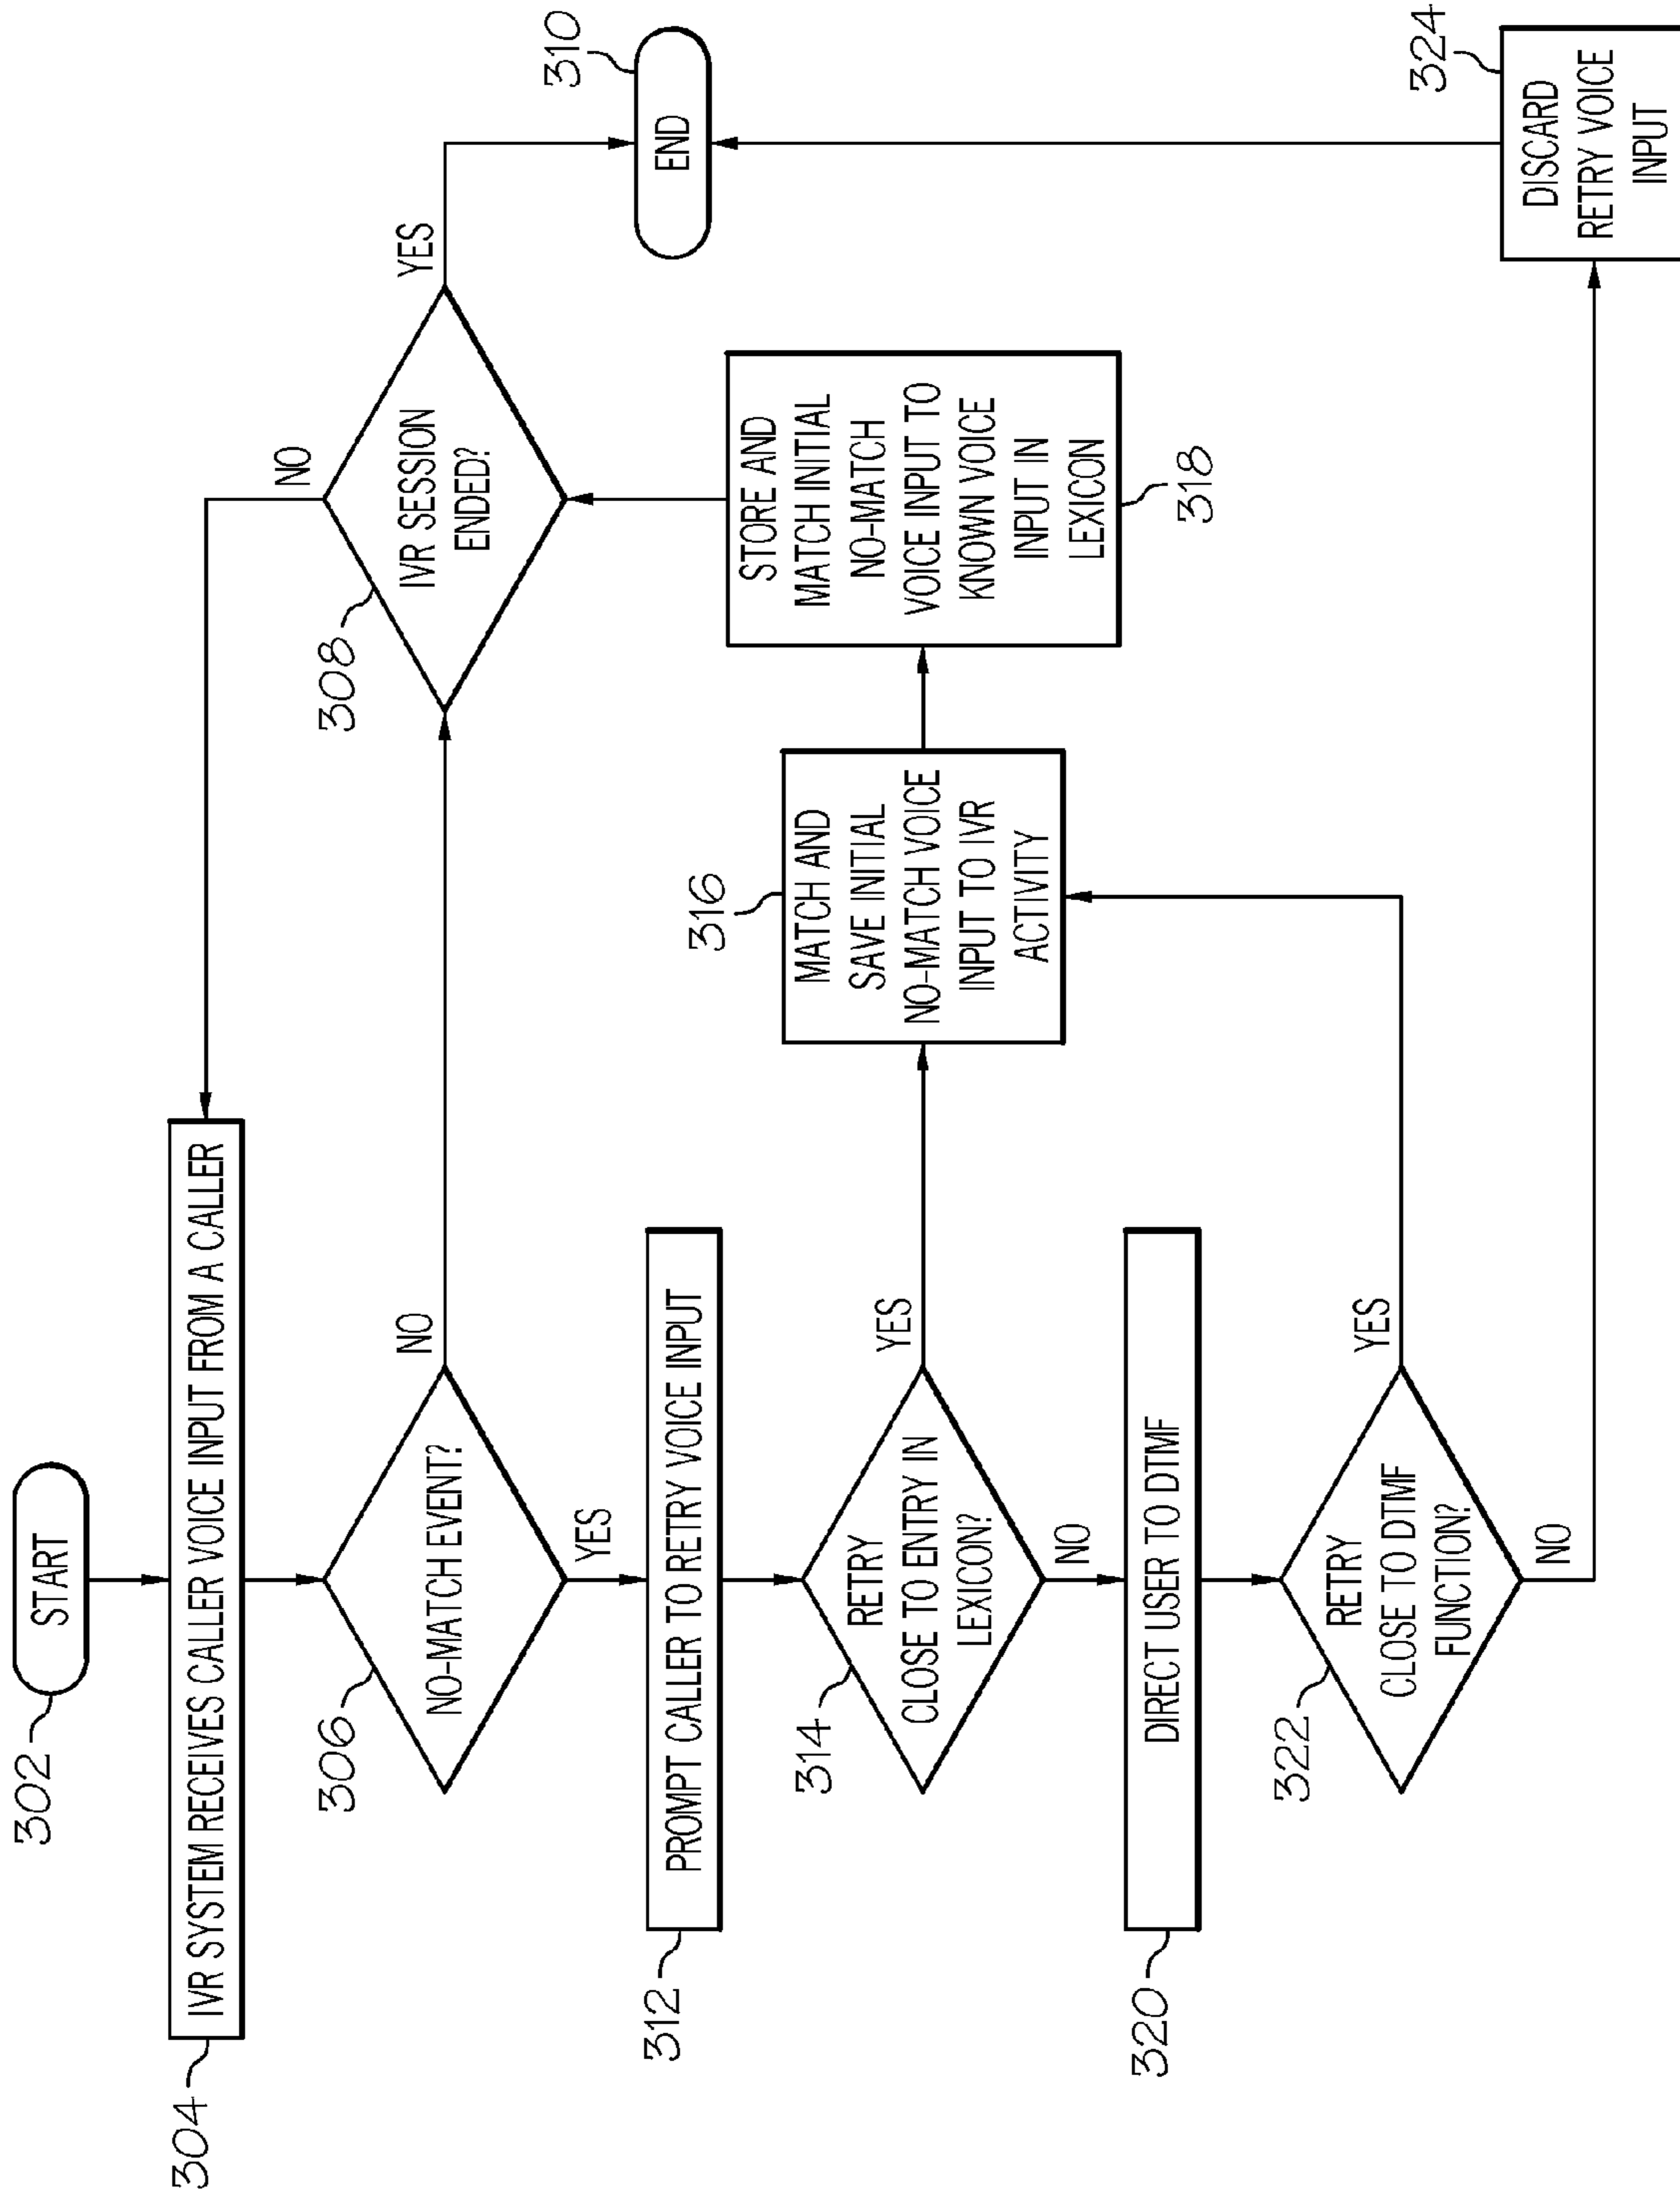 302
START
304
IVR SYSTEM RECEIVES CALLER VOICE INPUT FROM A CALLER
306
NO-MATCH EVENT?
NO
YES
308
IVR SESSION
ENDED?
NO
YES
310
END
312
PROMPT CALLER TO RETRY VOICE INPUT
314
RETRY
CLOSE TO ENTRY IN
LEXICON?
YES
NO
316
MATCH AND
SAVE INITIAL
NO-MATCH VOICE
INPUT TO IVR
ACTIVITY
STORE AND
MATCH INITIAL
NO-MATCH
VOICE INPUT TO
KNOWN VOICE
INPUT IN
LEXICON
318
320
DIRECT USER TO DTMF
322
RETRY
CLOSE TO DTMF
FUNCTION?
YES
NO
324
DISCARD
RETRY VOICE
INPUT